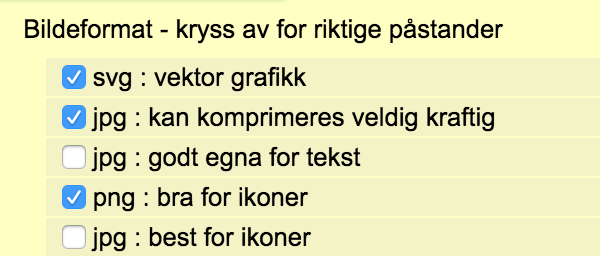 Bildeformat - kryss av for riktige påstander
svg : vektor grafikk
jpg : kan komprimeres veldig kraftig
jpg : godt egna for tekst
png : bra for ikoner
jpg : best for ikoner